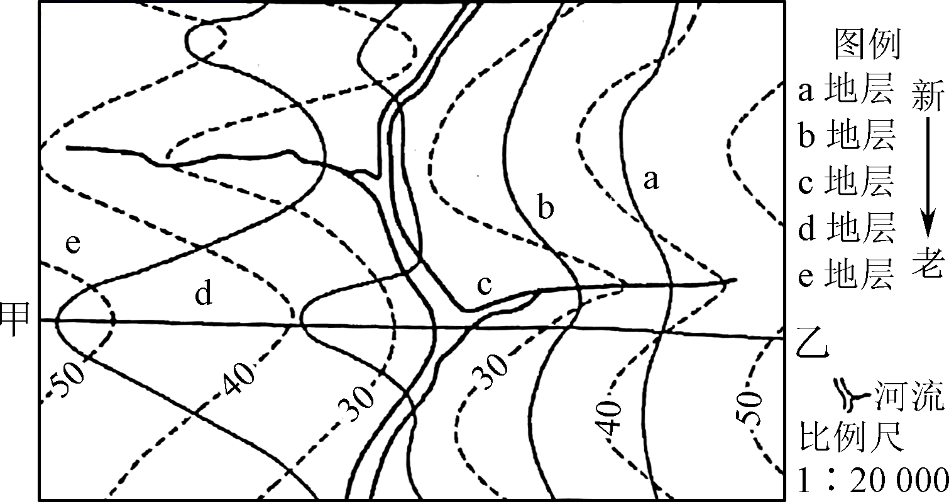 图例
a 地层
b 地层
c 地层
d 地层
e 地层
新
老
河流
比例尺
1∶20 000
甲
乙
e
d
c
b
a
50
40
30
30
40
50